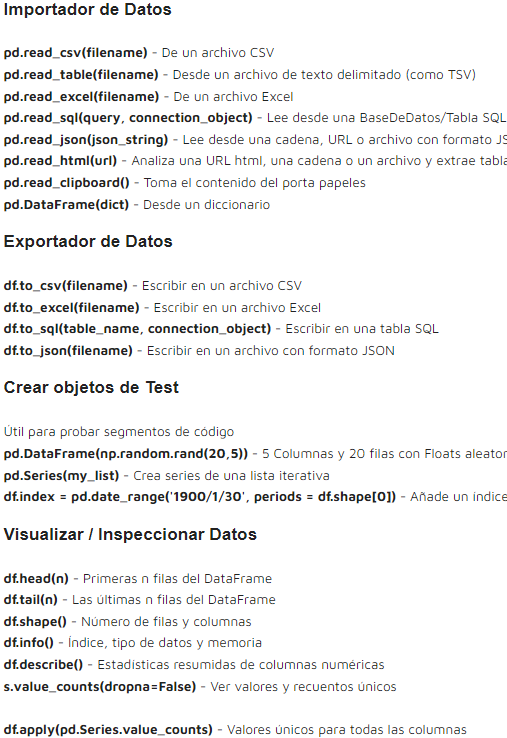 Importador de Datos
pd.read_csv(filename) - De un archivo CSV
pd.read_table(filename) - Desde un archivo de texto delimitado (como TSV)
pd.read_excel(filename) - De un archivo Excel
pd.read_sql(query, connection_object) - Lee desde una BaseDeDatos/Tabla SQL
pd.read_json(json_string) - Lee desde una cadena, URL o archivo con formato
pd.read_html(url) - Analiza una URL html, una cadena o un archivo y extrae
pd.read_clipboard() - Toma el contenido del porta papeles
pd.DataFrame(dict) - Desde un diccionario
Exportador de Datos
df.to_csv(filename) - Escribir en un archivo CSV
df.to_excel(filename) - Escribir en un archivo Excel
df.to_sql(table_name, connection_object) - Escribir en una tabla SQL
df.to_json(filename) - Escribir en un archivo con formato JSON
Crear objetos de Test
Útil para probar segmentos de código
pd.DataFrame(np.random.rand(20,5)) - 5 Columnas y 20 filas con Floats
pd.Series(my_list) - Crea series de una lista iterativa
df.index = pd.date_range('1900/1/30', periods = df.shape[0]) - Añade un índice
Visualizar / Inspeccionar Datos
df.head(n) - Primeras n filas del DataFrame
df.tail(n) - Las últimas n filas del DataFrame
df.shape() - Número de filas y columnas
df.info() - Índice, tipo de datos y memoria
df.describe() - Estadísticas resumidas de columnas numéricas
s.value_counts(dropna=False) - Ver valores y recuentos únicos
df.apply(pd.Series.value_counts) - Valores únicos para todas las columnas